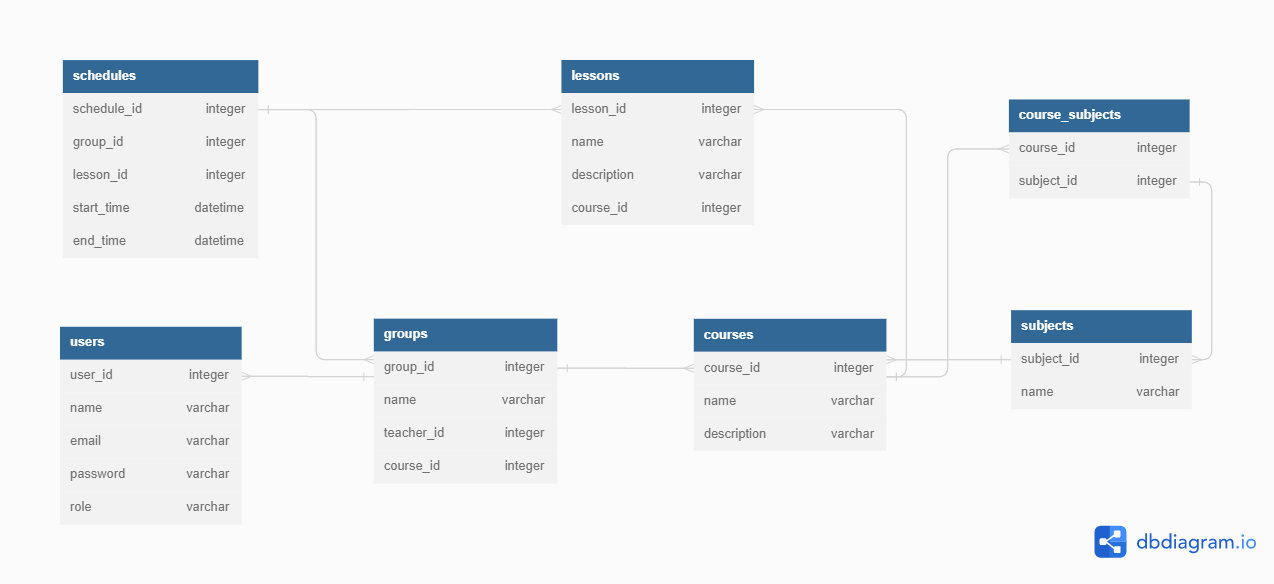 schedules
schedule_id integer
group_id integer
lesson_id integer
start_time datetime
end_time datetime
lessons
lesson_id integer
name varchar
description varchar
course_id integer
course_subjects
course_id integer
subject_id integer
users
user_id integer
name varchar
email varchar
password varchar
role varchar
groups
group_id integer
name varchar
teacher_id integer
course_id integer
courses
course_id integer
name varchar
description varchar
subjects
subject_id integer
name varchar
dbdiagram.io